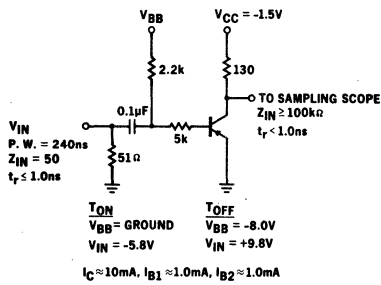 VBB
VCC = -1.5V
2.2k
130
TO SAMPLING SCOPE
ZIN ≥ 100kΩ
tr < 1.0ns
0.1µF
5k
VIN
P. W. = 240ns
ZIN = 50
tr ≤ 1.0ns
51Ω
TON
VBB = GROUND
VIN = -5.8V
TOFF
VBB = -8.0V
VIN = +9.8V
IC ≈ 10mA, IB1 ≈ 1.0mA, IB2 ≈ 1.0mA